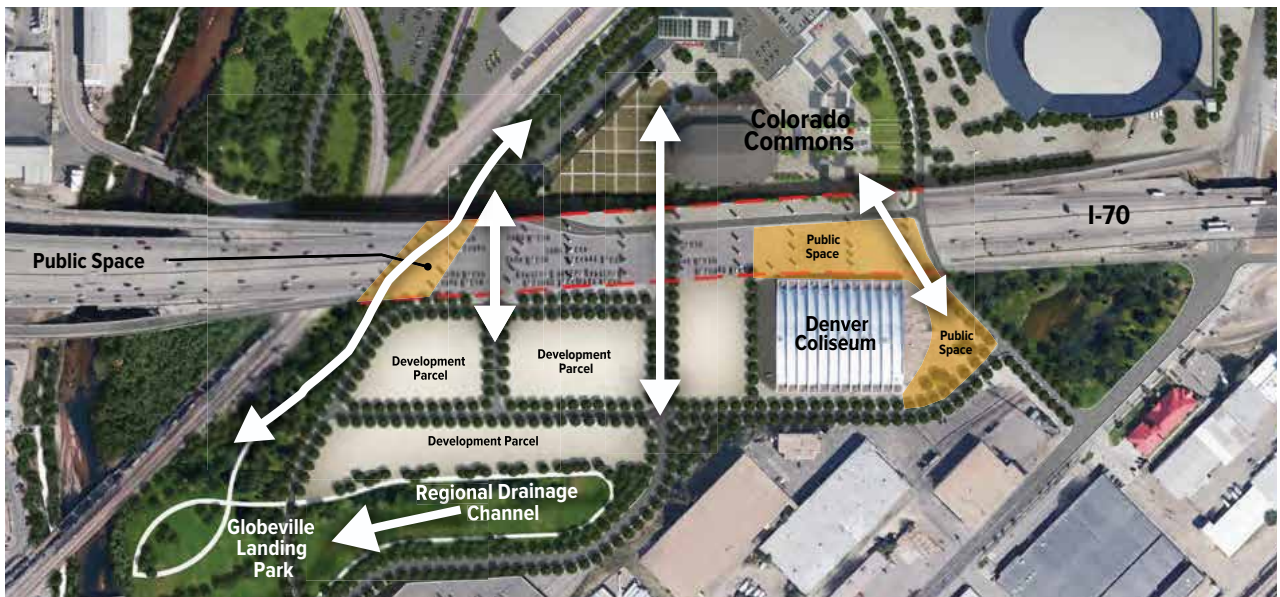 Colorado
Commons
I-70
Public Space
Public
Space
Denver
Coliseum
Public
Space
Development
Parcel
Development
Parcel
Development Parcel
Regional Drainage
Channel
Globeville
Landing
Park